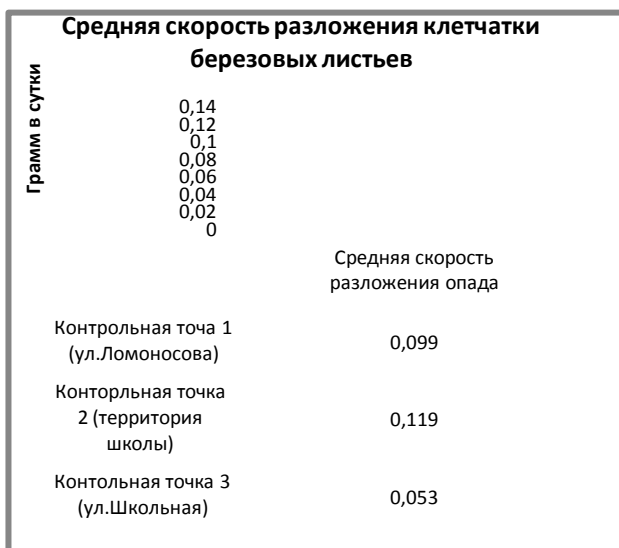 Средняя скорость разложения клетчатки
березовых листьев
Грамм в сутки
0,14
0,12
0,1
0,08
0,06
0,04
0,02
0
Средняя скорость
разложения опада
Контрольная точа 1
(ул.Ломоносова)
0,099
Конторльная точка
2 (территория
школы)
0,119
Контольная точка 3
(ул.Школьная)
0,053